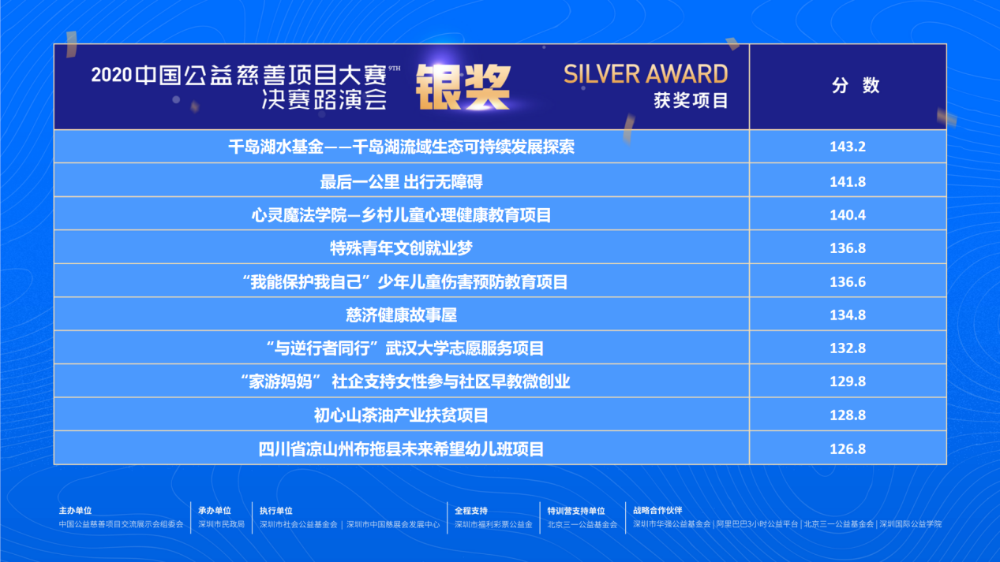 2020中国公益慈善项目大赛9TH
决赛路演会
银奖
SILVER AWARD
获奖项目
分 数
千岛湖水基金——千岛湖流域生态可持续发展探索 143.2
最后一公里 出行无障碍 141.8
心灵魔法学院—乡村儿童心理健康教育项目 140.4
特殊青年文创就业梦 136.8
“我能保护我自己”少年儿童伤害预防教育项目 136.6
慈济健康故事屋 134.8
“与逆行者同行”武汉大学志愿服务项目 132.8
“家游妈妈” 社企支持女性参与社区早教微创业 129.8
初心山茶油产业扶贫项目 128.8
四川省凉山州布拖县未来希望幼儿班项目 126.8
主办单位
中国公益慈善项目交流展示会组委会
承办单位
深圳市民政局
执行单位
深圳市社会公益基金会 | 深圳市中国慈展会发展中心
全程支持
深圳市福利彩票公益金
特训营支持单位
北京三一公益基金会
战略合作伙伴
深圳市华强公益基金会 | 阿里巴巴3小时公益平台 | 北京三一公益基金会 | 深圳国际公益学院